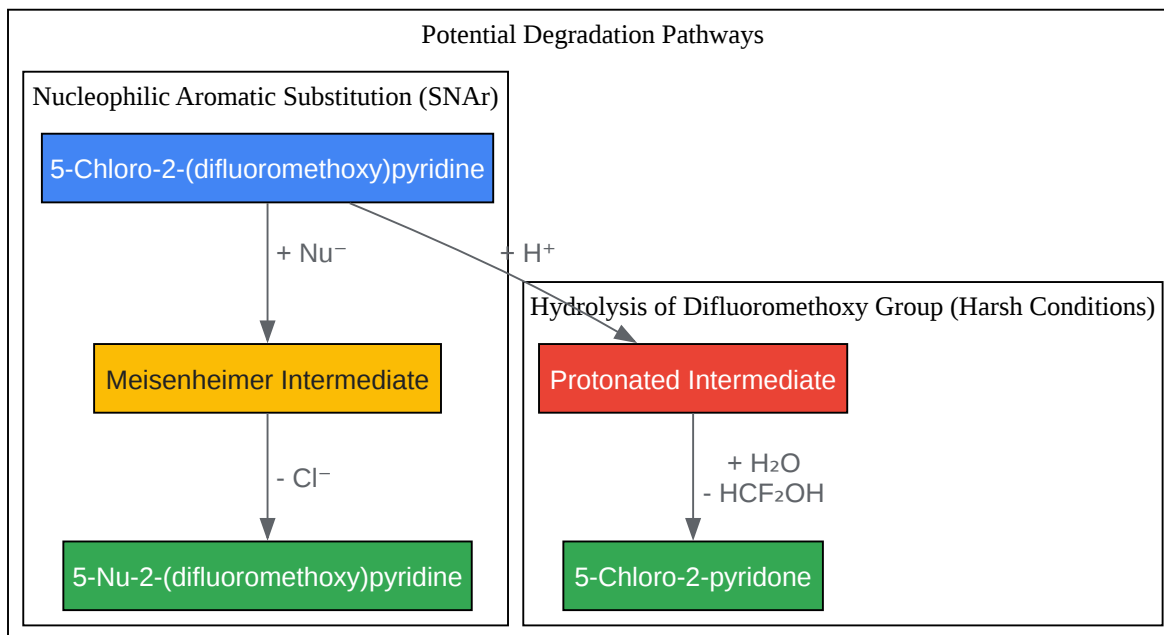 Potential Degradation Pathways
Nucleophilic Aromatic Substitution (SNAr)
5-Chloro-2-(difluoromethoxy)pyridine
+ Nu⁻
+ H⁺
Hydrolysis of Difluoromethoxy Group (Harsh Conditions)
Meisenheimer Intermediate
Protonated Intermediate
- Cl⁻
+ H₂O
- HCF₂OH
5-Nu-2-(difluoromethoxy)pyridine
5-Chloro-2-pyridone